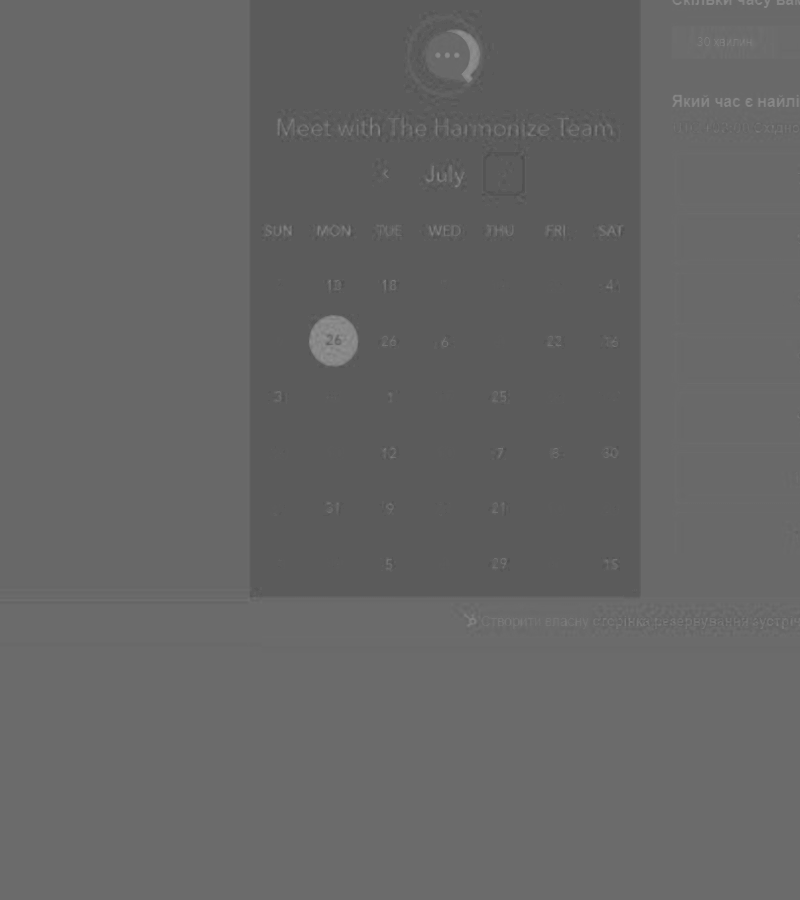 Скільки часу вам
30 хвилин
Meet with The Harmonize Team
Який час є найлі
July
SUN MON TUE WED THU FRI SAT
13 18 4
26 26 6 22 16
3 1 25
12 7 8 30
31 9 21
5 29 15
Створити власну сторінку резервування зустрі